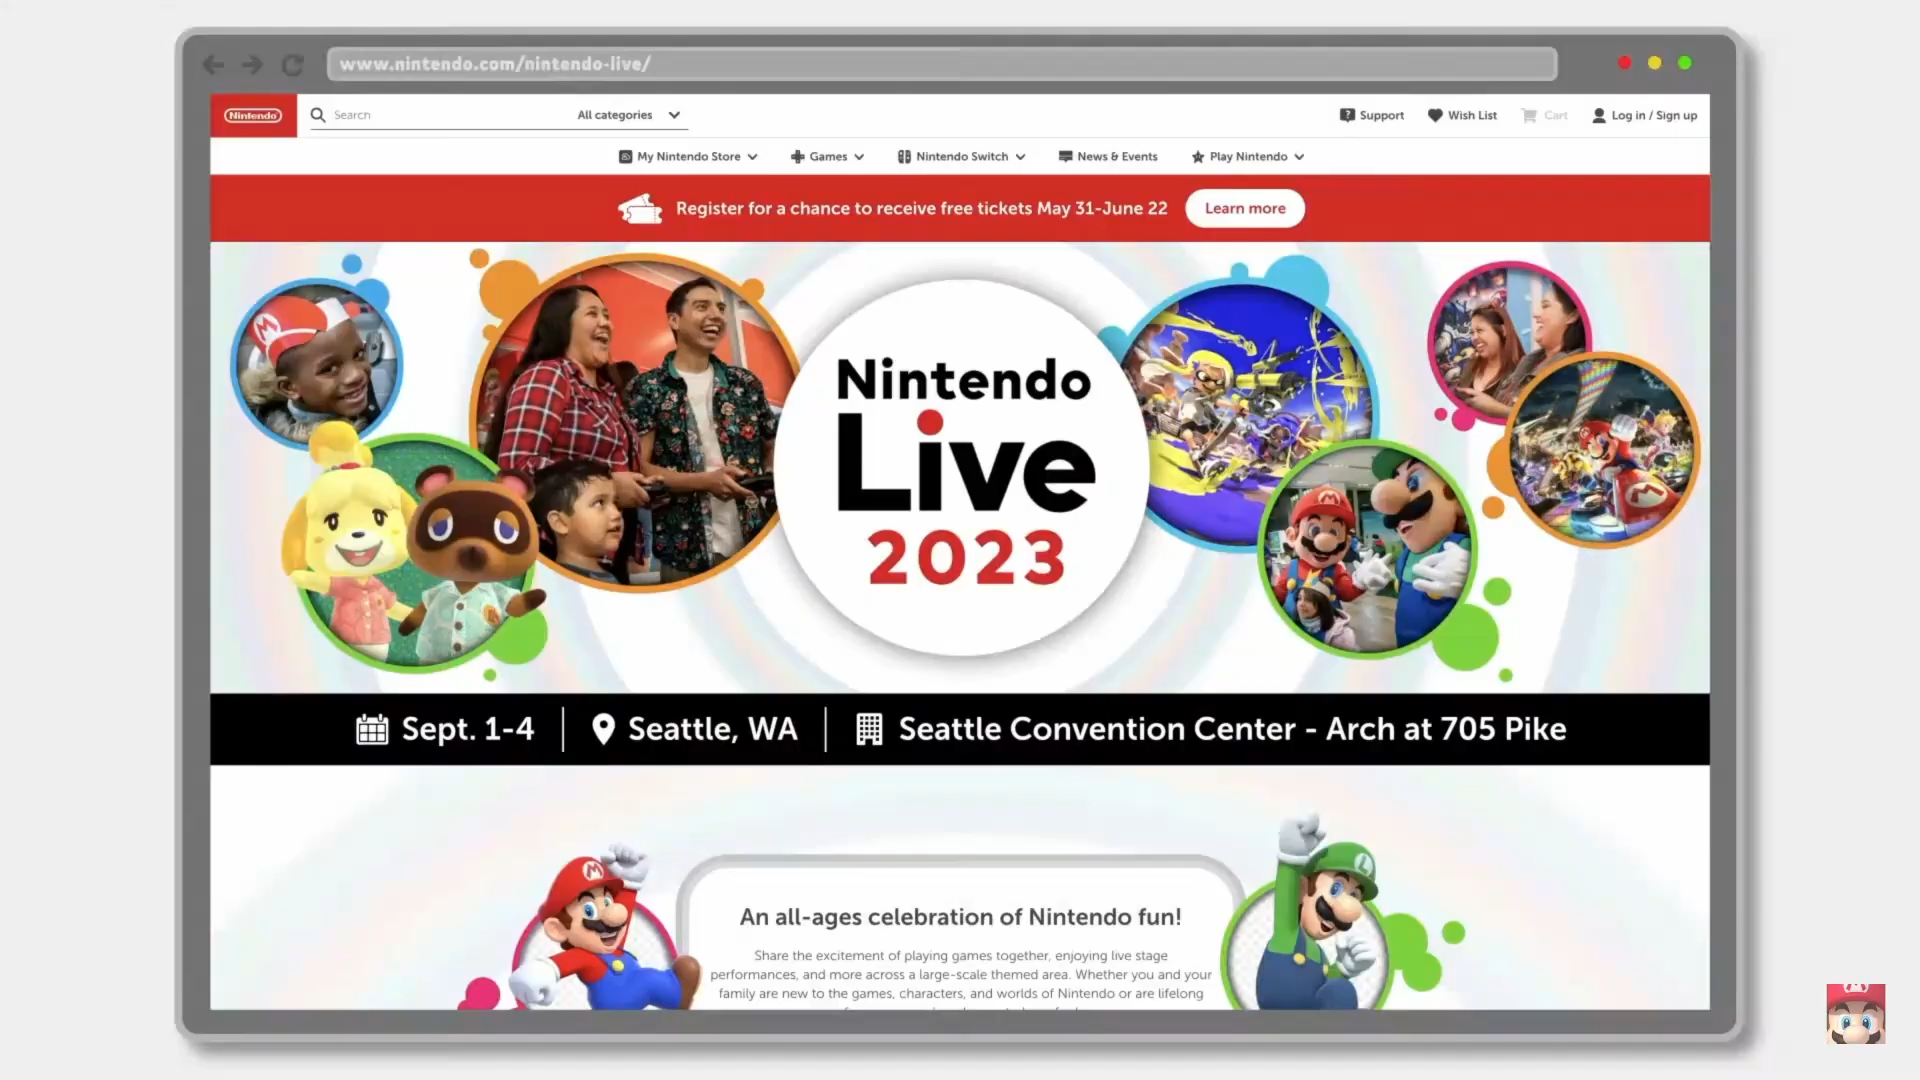 www.nintendo.com/nintendo-live/
Nintendo
Search
All categories
Support
Wish List
Cart
Log in / Sign up
My Nintendo Store
Games
Nintendo Switch
News & Events
Play Nintendo
Register for a chance to receive free tickets May 31-June 22
Learn more
Nintendo
Live
2023
Sept. 1-4
Seattle, WA
Seattle Convention Center - Arch at 705 Pike
An all-ages celebration of Nintendo fun!
Share the excitement of playing games together, enjoying live stage
performances, and more across a large-scale themed area. Whether you and your
family are new to the games, characters, and worlds of Nintendo or are lifelong